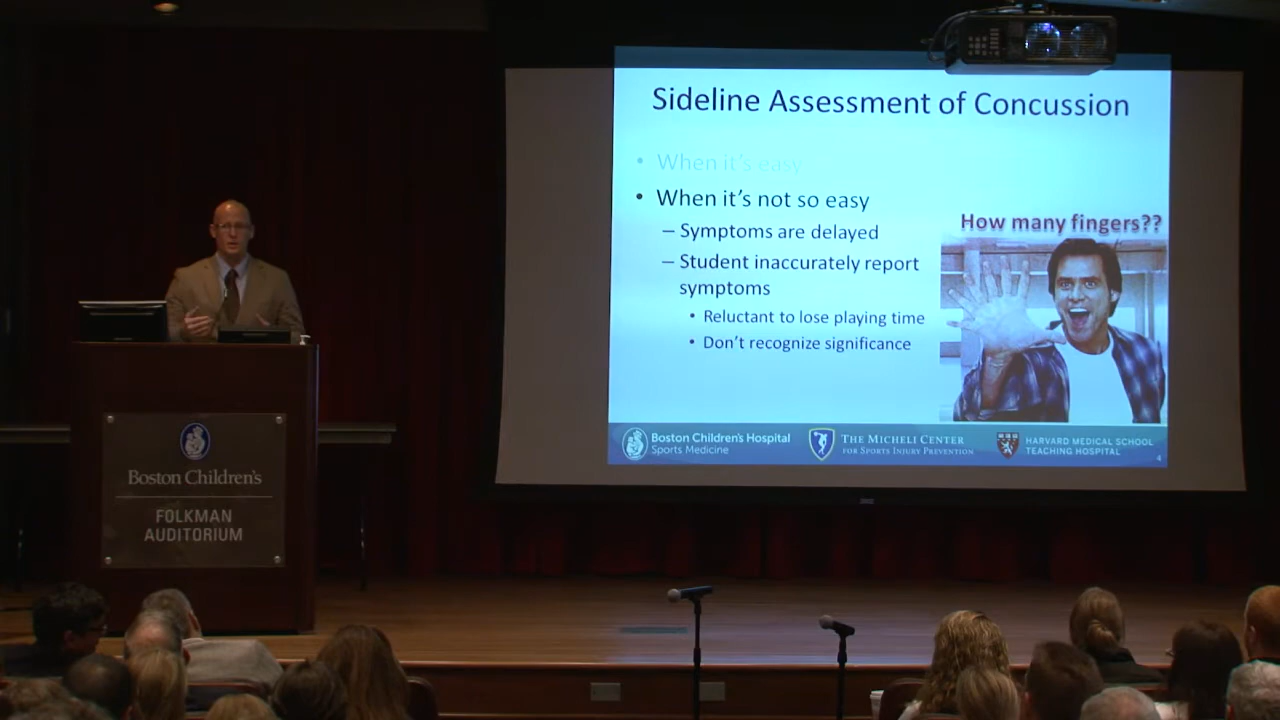 Sideline Assessment of Concussion
• When it's easy
• When it's not so easy
– Symptoms are delayed
– Student inaccurately report
symptoms
• Reluctant to lose playing time
• Don't recognize significance
How many fingers??
Boston Children's Hospital
Sports Medicine
THE MICHELI CENTER
FOR SPORTS INJURY PREVENTION
HARVARD MEDICAL SCHOOL
TEACHING HOSPITAL
4
Boston Children's
FOLKMAN
AUDITORIUM